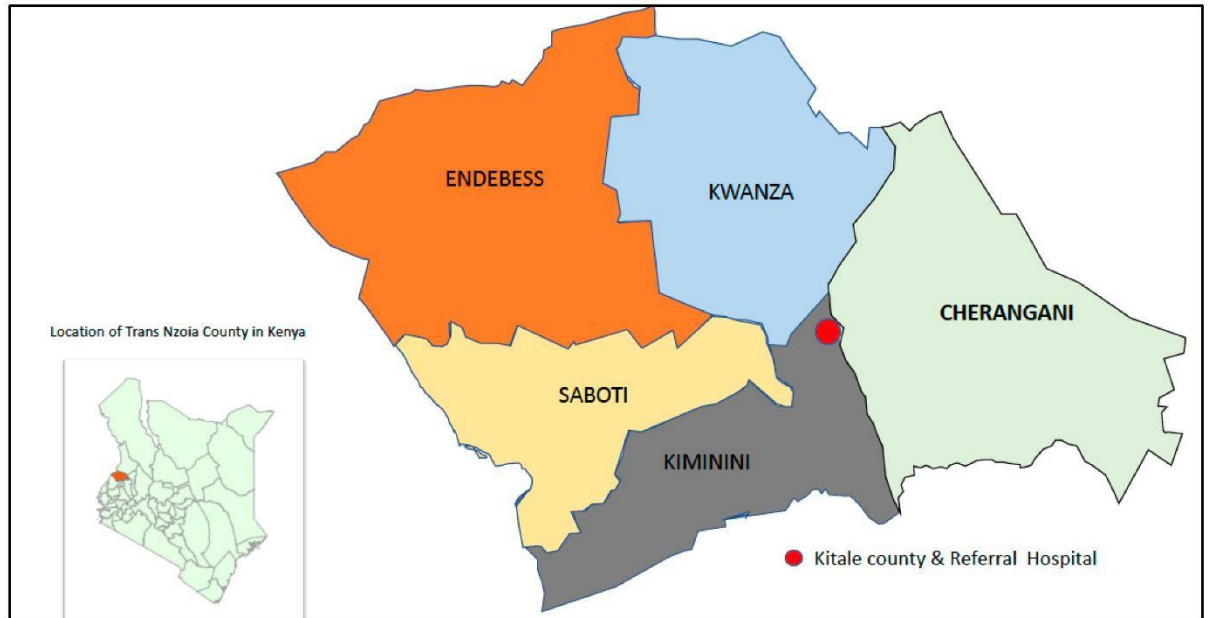 ENDEBESS
KWANZA
CHERANGANI
Location of Trans Nzoia County in Kenya
SABOTI
KIMININI
Kitale county & Referral Hospital